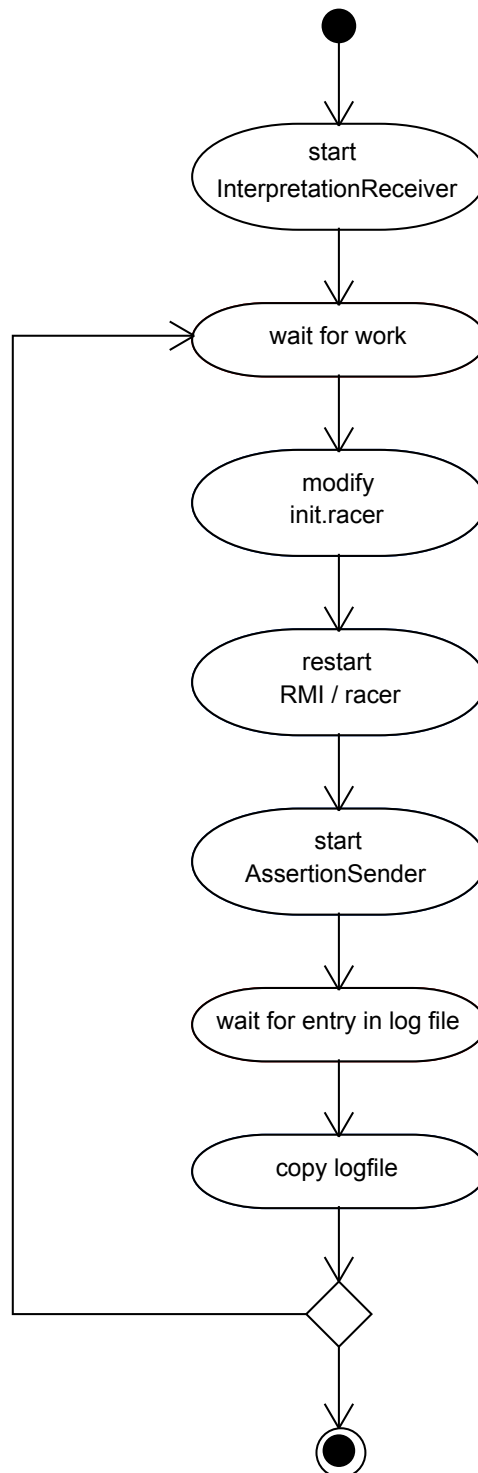 start
InterpretationReceiver
wait for work
modify
init.racer
restart
RMI / racer
start
AssertionSender
wait for entry in log file
copy logfile